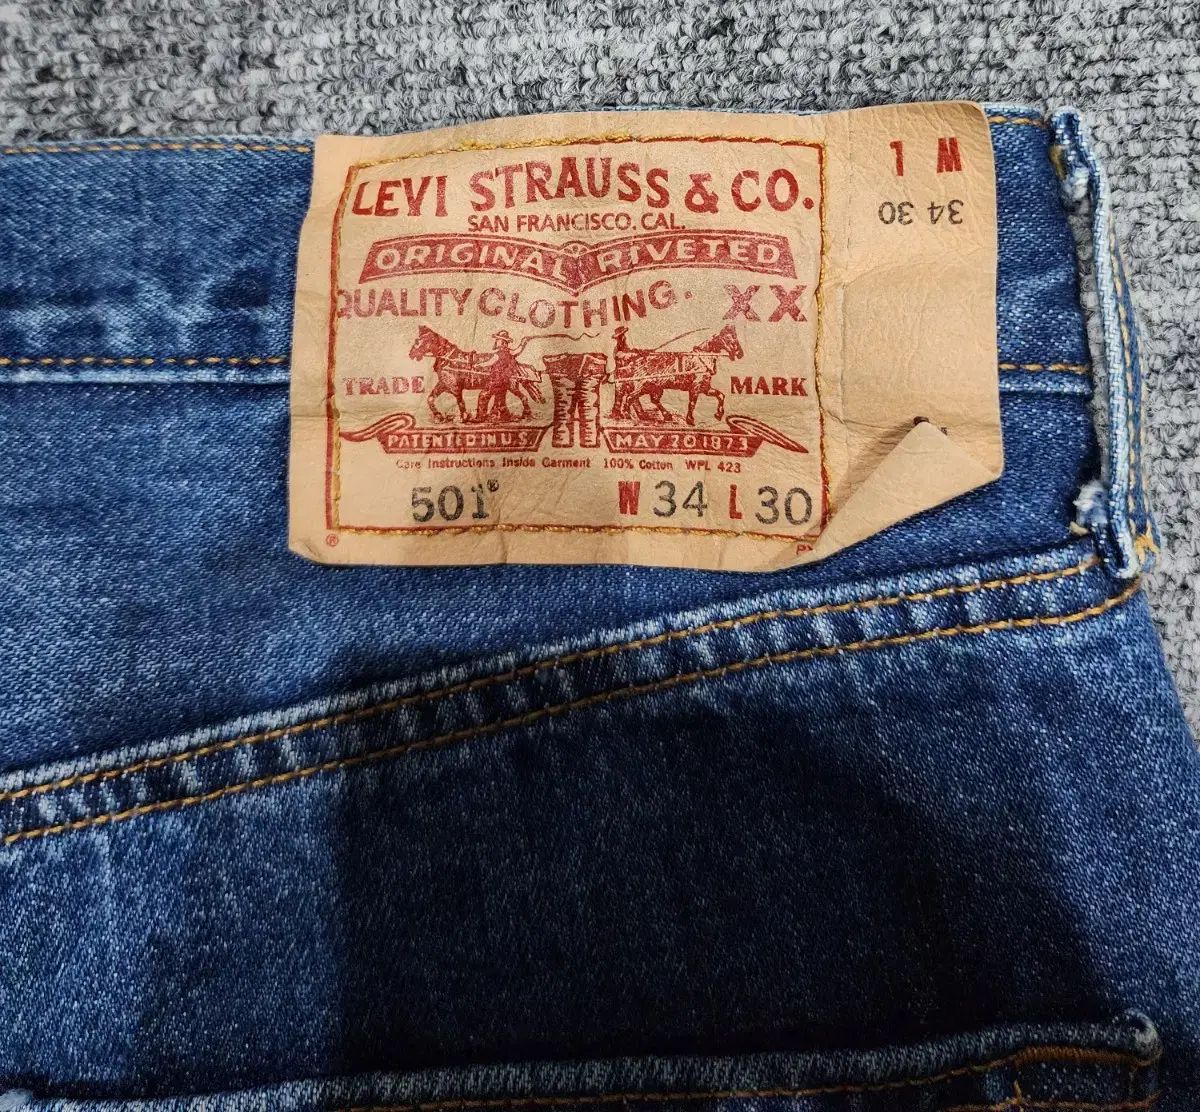 LEVI STRAUSS & CO.
SAN FRANCISCO, CAL.
ORIGINAL RIVETED
QUALITY CLOTHING.
XX
TRADE MARK
PATENTED IN U.S.
MAY 20 1873
Care Instructions Inside Garment 100% Cotton WPL 423
501® W 34 L 30
®
W L
34 30